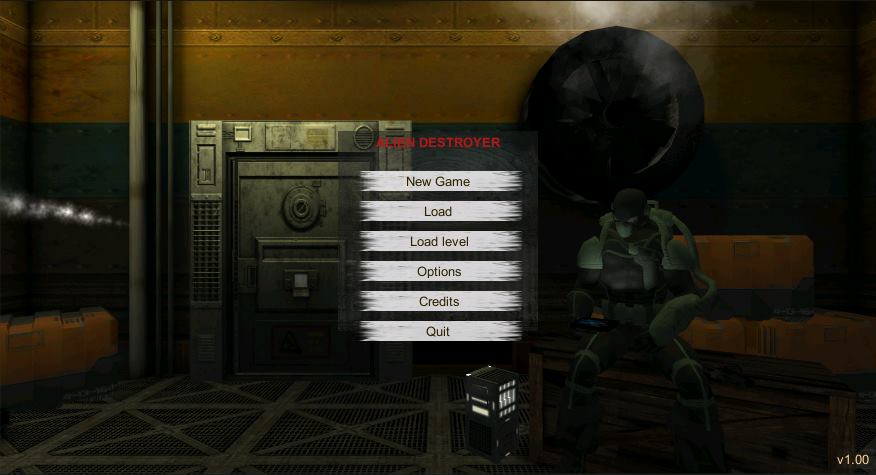 ALIEN DESTROYER
New Game
Load
Load level
Options
Credits
Quit
v1.00